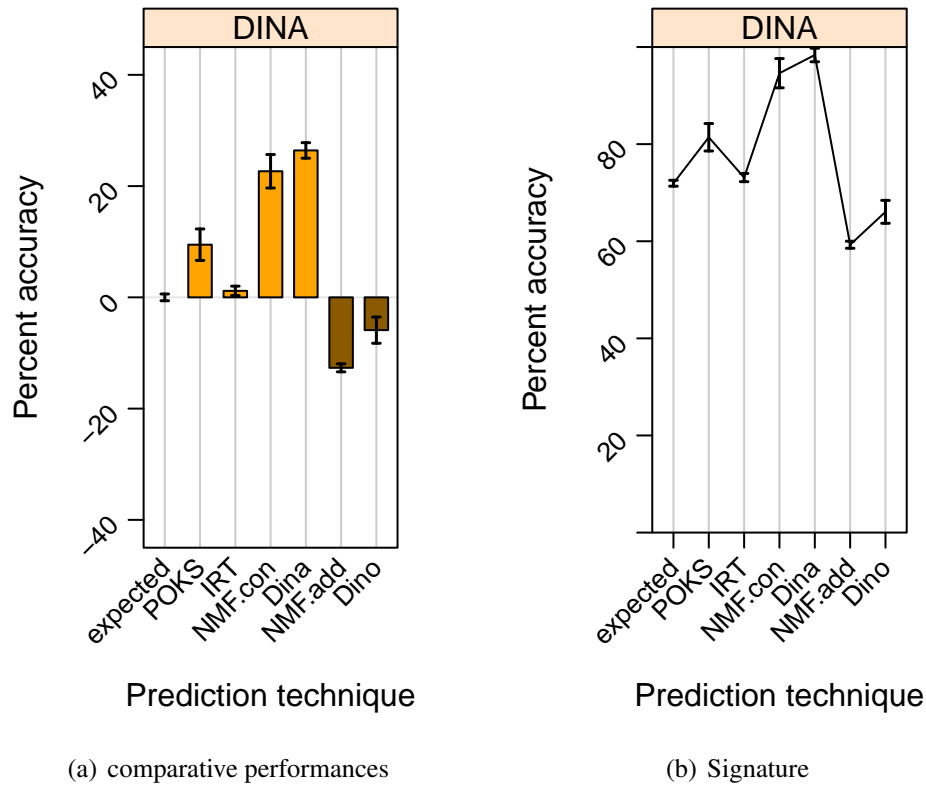 DINA
Percent accuracy
40
20
0
−20
−40
expected
POKS
IRT
NMF.con
Dina
NMF.add
Dino
Prediction technique
(a) comparative performances
DINA
Percent accuracy
80
60
40
20
expected
POKS
IRT
NMF.con
Dina
NMF.add
Dino
Prediction technique
(b) Signature